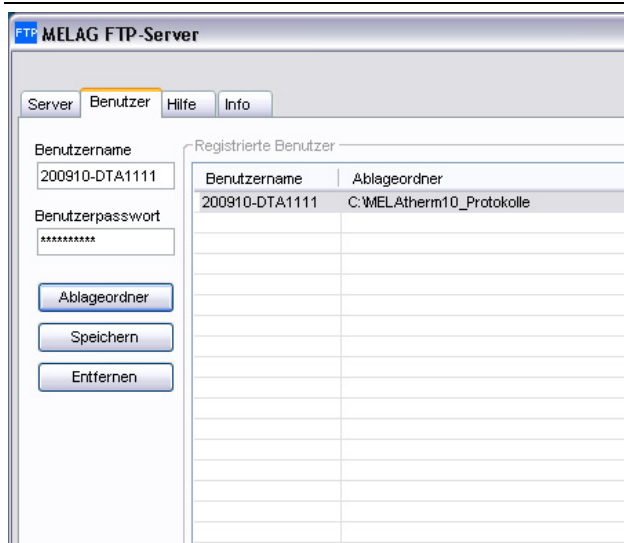 FTP MELAG FTP-Server
Server Benutzer Hilfe Info
Benutzername
200910-DTA1111
Benutzerpasswort
**********
Ablageordner
Speichern
Entfernen
Registrierte Benutzer
Benutzername Ablageordner
200910-DTA1111 C:\MELAtherm10_Protokolle